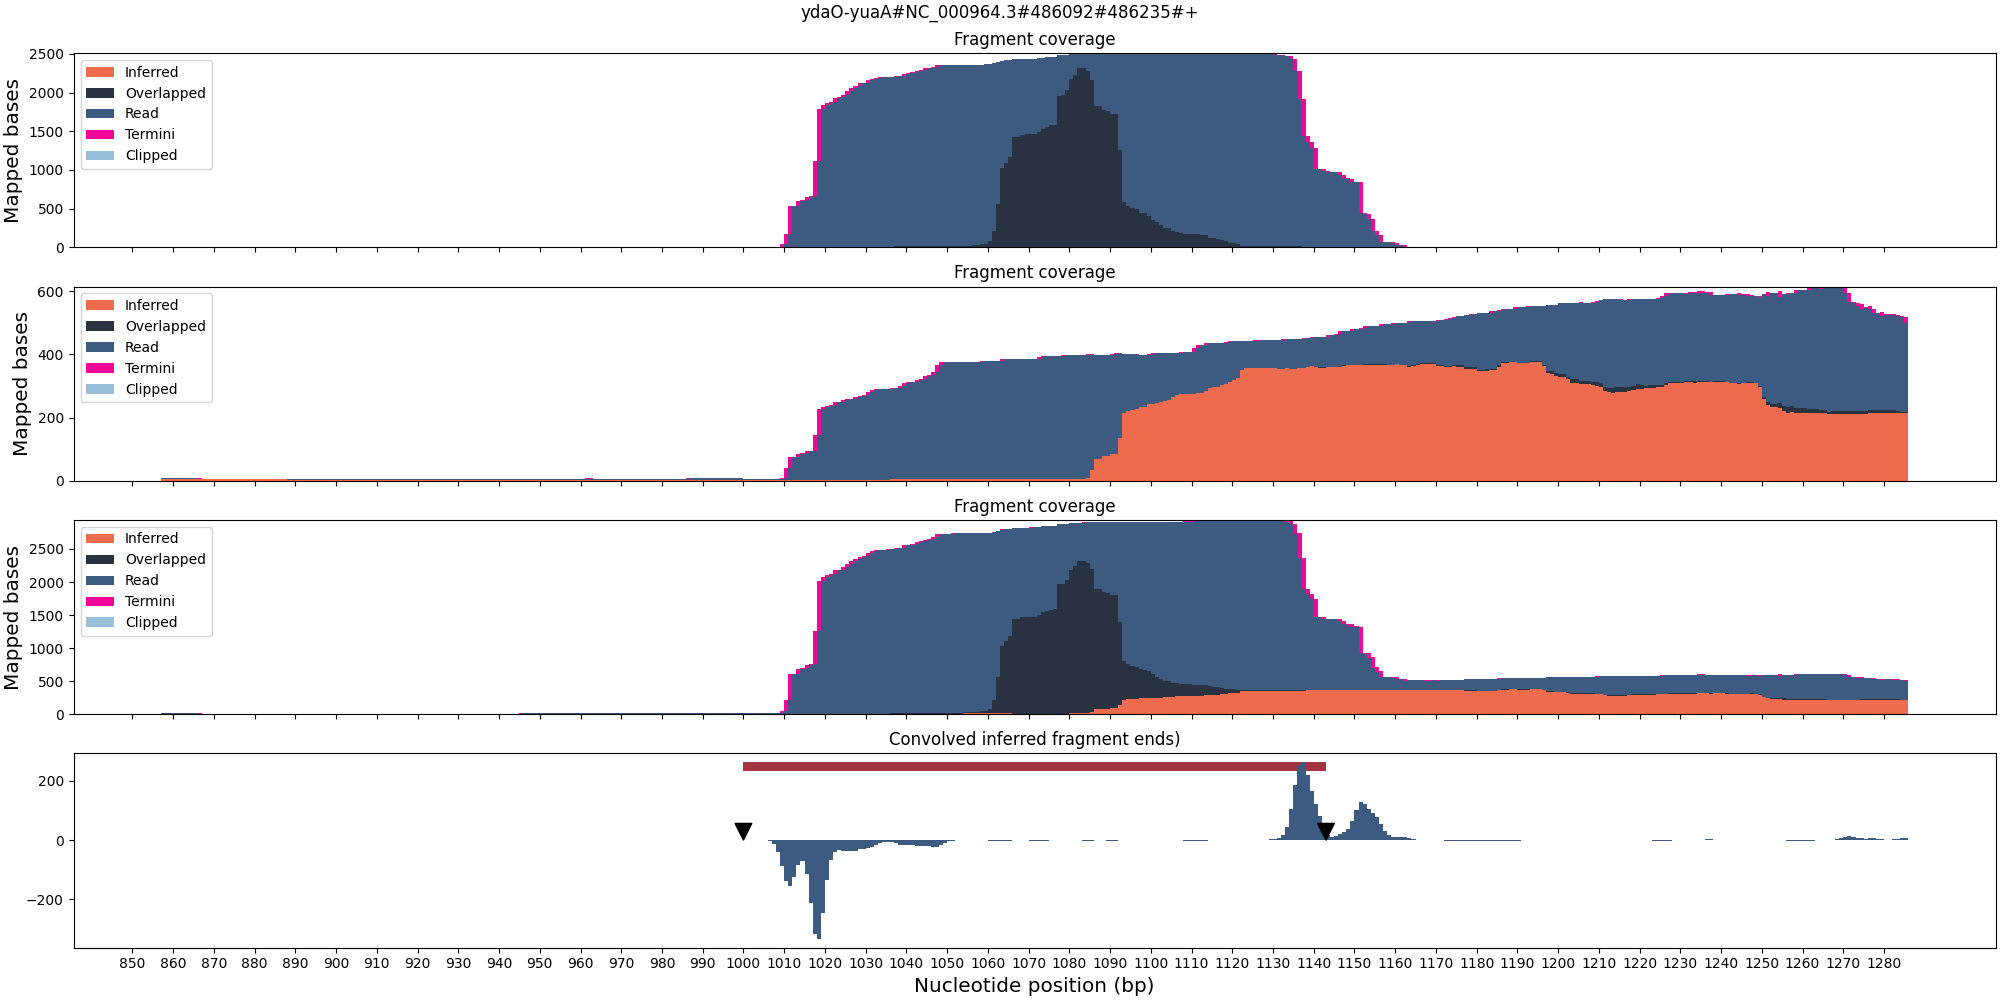 ydaO-yuaA#NC_000964.3#486092#486235#+
Fragment coverage
Mapped bases
2500
2000
1500
1000
500
0
Inferred
Overlapped
Read
Termini
Clipped
Fragment coverage
Mapped bases
600
400
200
0
Inferred
Overlapped
Read
Termini
Clipped
Fragment coverage
Mapped bases
2500
2000
1500
1000
500
0
Inferred
Overlapped
Read
Termini
Clipped
Convolved inferred fragment ends)
200
0
−200
850 860 870 880 890 900 910 920 930 940 950 960 970 980 990 1000 1010 1020 1030 1040 1050 1060 1070 1080 1090 1100 1110 1120 1130 1140 1150 1160 1170 1180 1190 1200 1210 1220 1230 1240 1250 1260 1270 1280
Nucleotide position (bp)